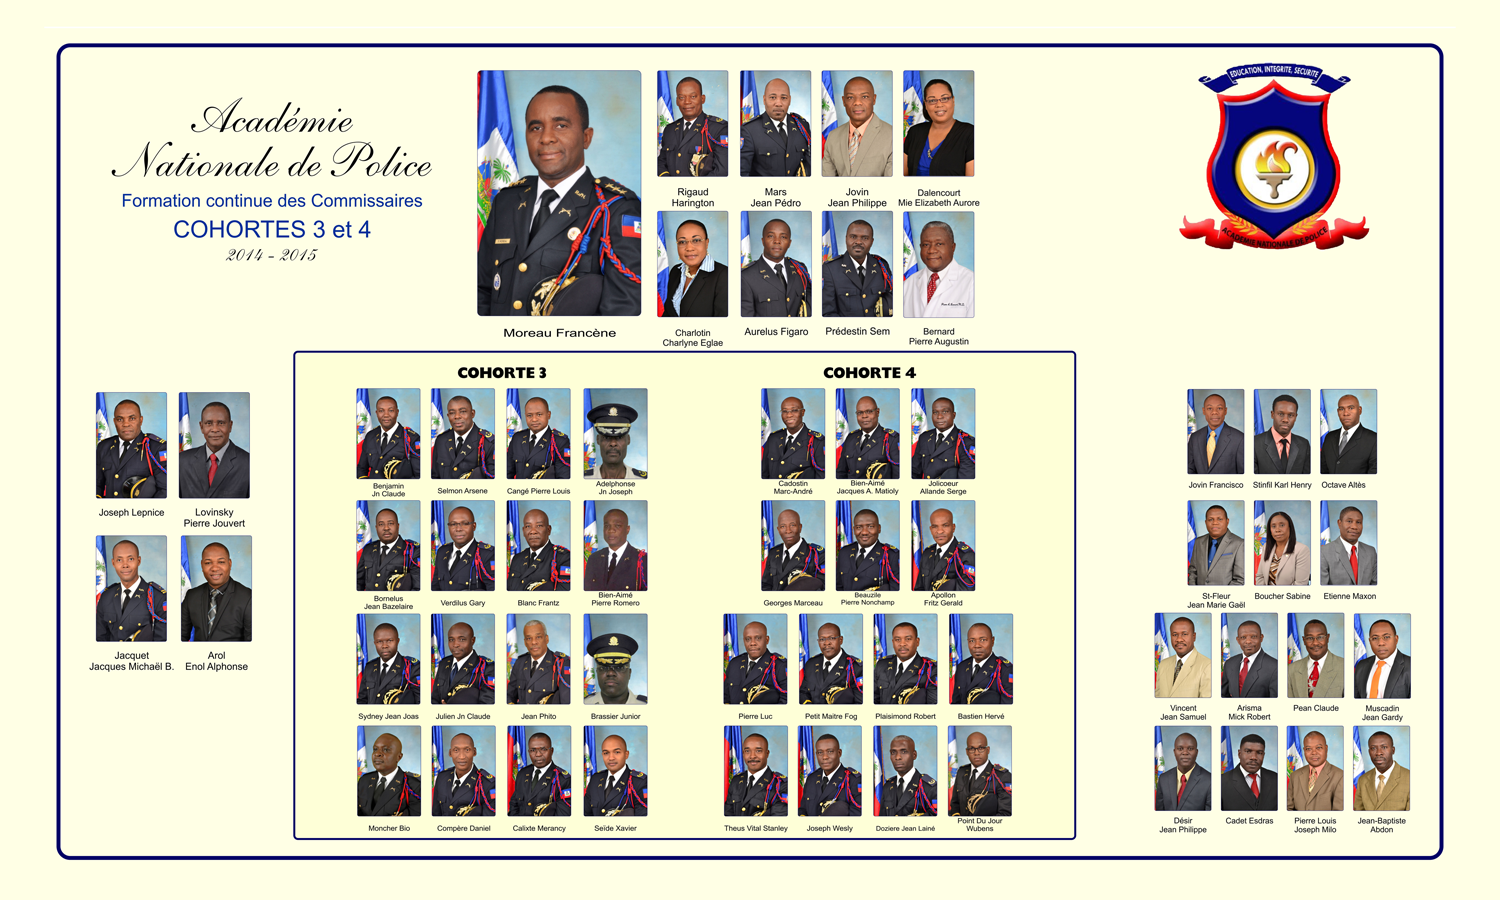 Académie
Nationale de Police
Formation continue des Commissaires
COHORTES 3 et 4
2014 - 2015
EDUCATION, INTEGRITE, SECURITE
ACADEMIE NATIONALE DE POLICE
Moreau Francène
Rigaud
Harington
Mars
Jean Pédro
Jovin
Jean Philippe
Dalencourt
Mie Elizabeth Aurore
Charlotin
Charlyne Eglae
Aurelus Figaro
Prédestin Sem
Bernard
Pierre Augustin
Joseph Lepnice
Lovinsky
Pierre Jouvert
Jacquet
Jacques Michaël B.
Arol
Enol Alphonse
COHORTE 3
Benjamin
Jn Claude
Selmon Arsene
Cangé Pierre Louis
Adelphonse
Jn Joseph
Bornelus
Jean Bazelaire
Verdilus Gary
Blanc Frantz
Bien-Aimé
Pierre Romero
Sydney Jean Joas
Julien Jn Claude
Jean Phito
Brassier Junior
Moncher Bio
Compère Daniel
Calixte Merancy
Seïde Xavier
COHORTE 4
Cadostin
Marc-André
Bien-Aimé
Jacques A. Matioly
Jolicoeur
Allande Serge
Georges Marceau
Beauzile
Pierre Nonchamp
Apollon
Fritz Gerald
Pierre Luc
Petit Maitre Fog
Plaisimond Robert
Bastien Hervé
Theus Vital Stanley
Joseph Wesly
Doziere Jean Lainé
Point Du Jour
Wubens
Jovin Francisco
Stinfil Karl Henry
Octave Altès
St-Fleur
Jean Marie Gaël
Boucher Sabine
Etienne Maxon
Vincent
Jean Samuel
Arisma
Mick Robert
Pean Claude
Muscadin
Jean Gardy
Désir
Jean Philippe
Cadet Esdras
Pierre Louis
Joseph Milo
Jean-Baptiste
Abdon